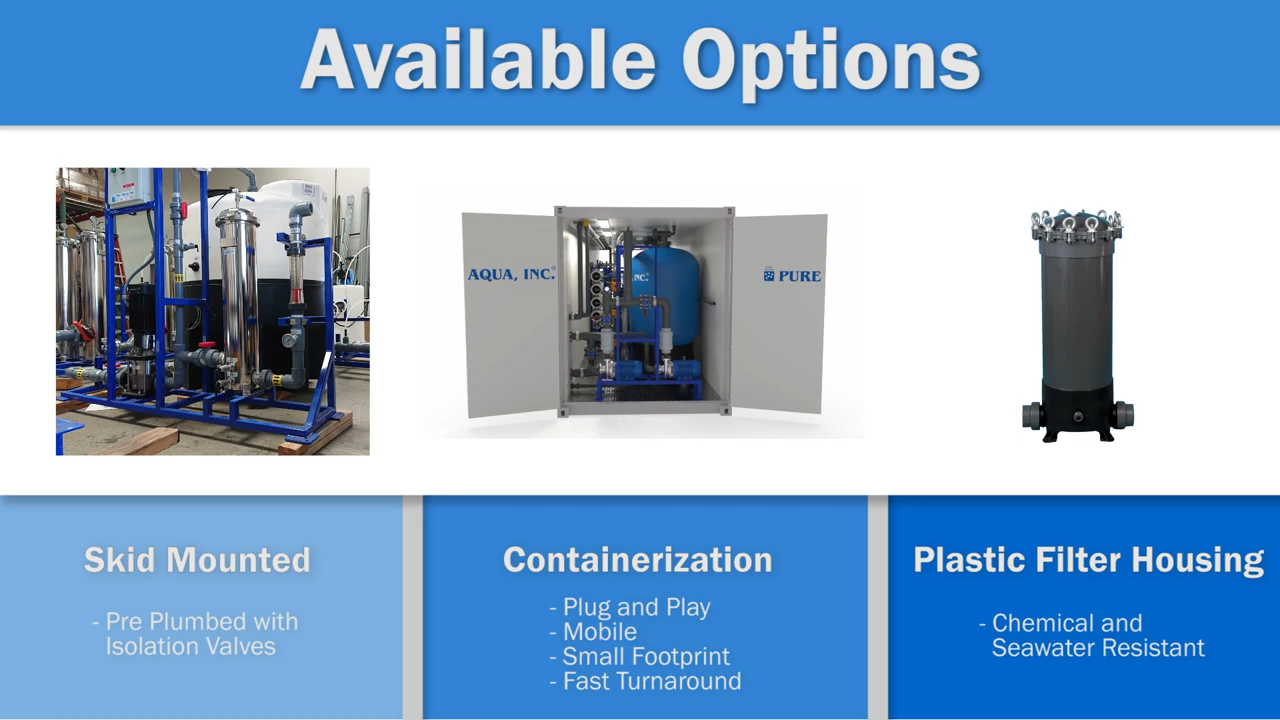 Available Options
AQUA, INC.®
INC.®
PURE
Skid Mounted
- Pre Plumbed with
Isolation Valves
Containerization
- Plug and Play
- Mobile
- Small Footprint
- Fast Turnaround
Plastic Filter Housing
- Chemical and
Seawater Resistant